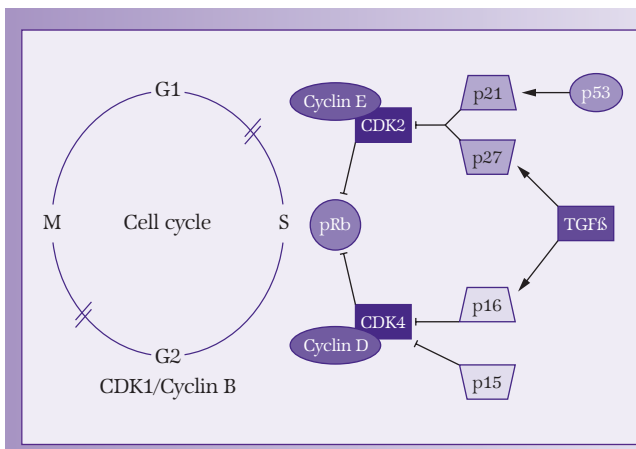 G1
M
Cell cycle
S
G2
CDK1/Cyclin B
Cyclin E
CDK2
p21
p53
p27
pRb
TGFß
CDK4
Cyclin D
p16
p15